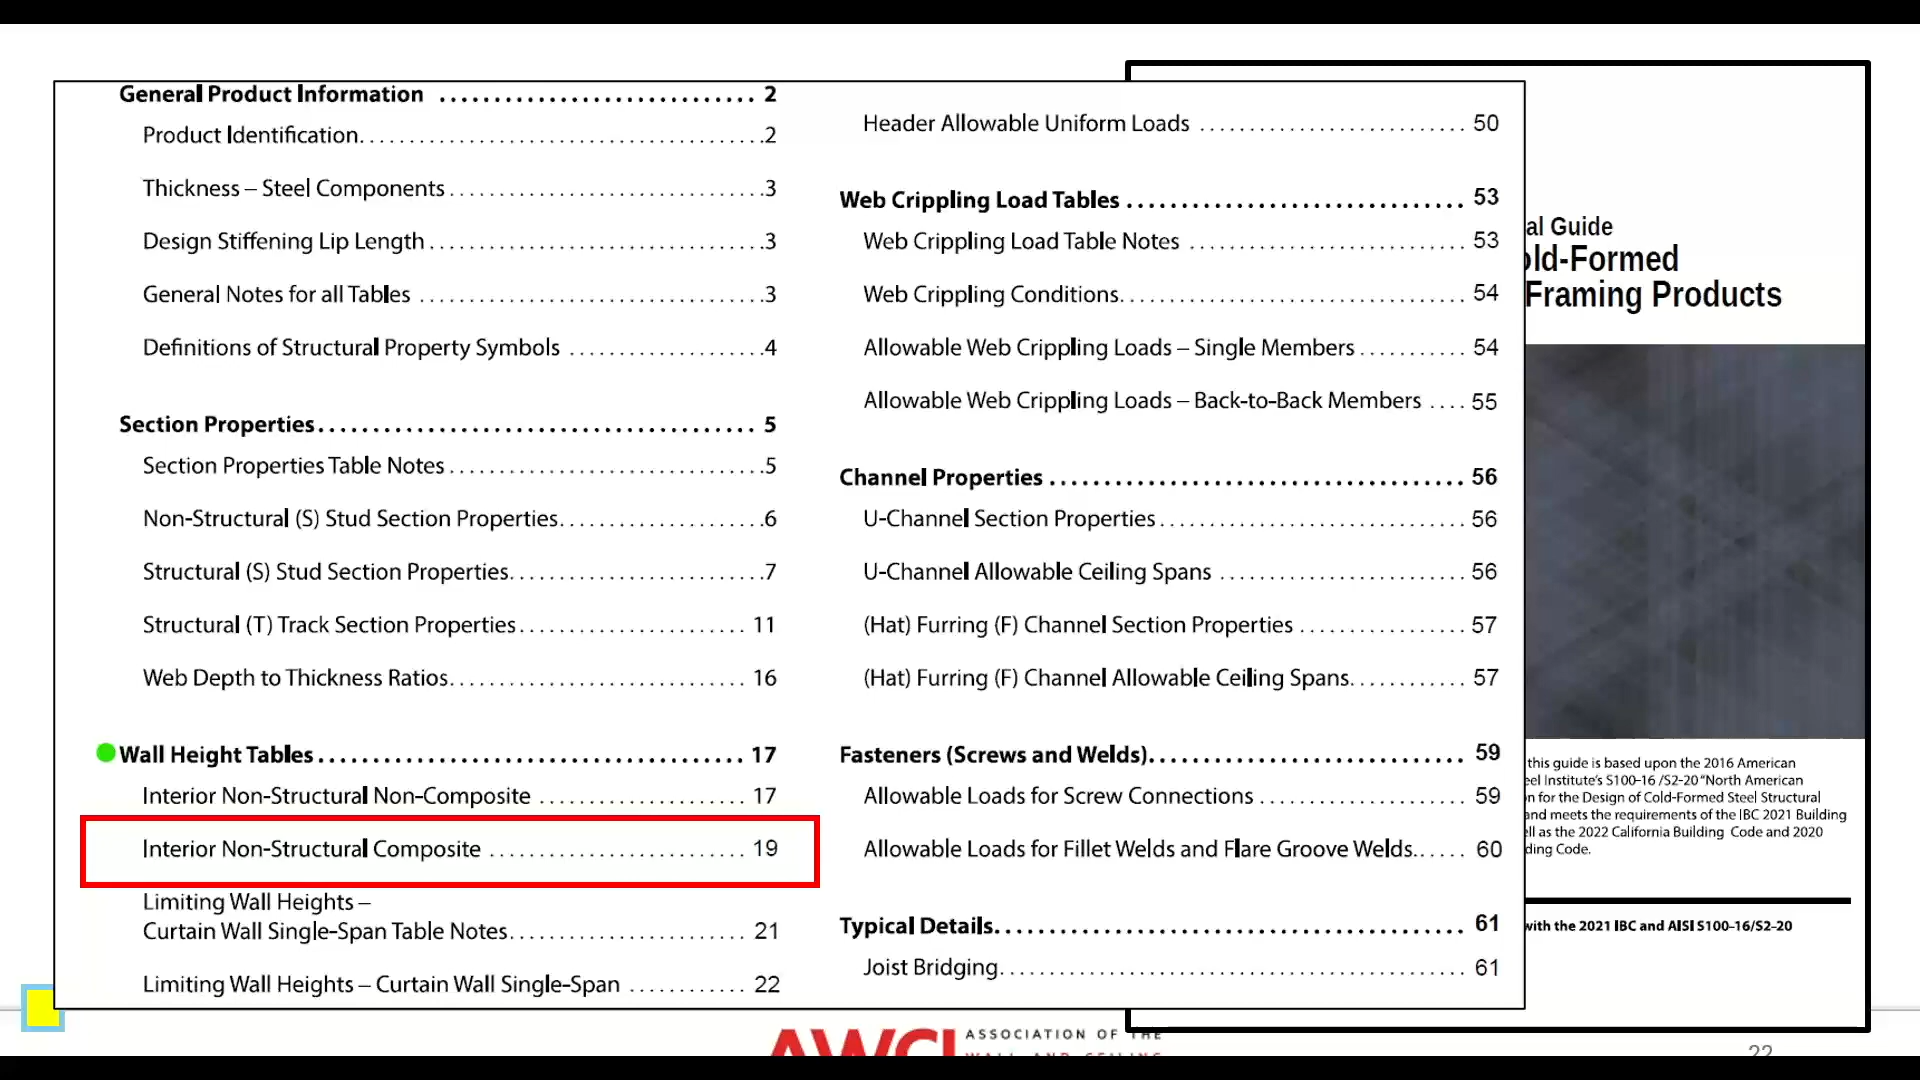 General Product Information ............................. 2
Product Identification. .......................................2
Thickness – Steel Components ..............................3
Design Stiffening Lip Length ................................3
General Notes for all Tables .................................3
Definitions of Structural Property Symbols ...................4
Section Properties........................................ 5
Section Properties Table Notes ..............................5
Non-Structural (S) Stud Section Properties....................6
Structural (S) Stud Section Properties.........................7
Structural (T) Track Section Properties...................... 11
Web Depth to Thickness Ratios............................ 16
Wall Height Tables....................................... 17
Interior Non-Structural Non-Composite .................... 17
Interior Non-Structural Composite ........................ 19
Limiting Wall Heights –
Curtain Wall Single-Span Table Notes....................... 21
Limiting Wall Heights – Curtain Wall Single-Span ........... 22
Header Allowable Uniform Loads ......................... 50
Web Crippling Load Tables ............................... 53
Web Crippling Load Table Notes .......................... 53
Web Crippling Conditions. ................................ 54
Allowable Web Crippling Loads – Single Members .......... 54
Allowable Web Crippling Loads – Back-to-Back Members .... 55
Channel Properties ...................................... 56
U-Channel Section Properties ............................. 56
U-Channel Allowable Ceiling Spans ....................... 56
(Hat) Furring (F) Channel Section Properties ................ 57
(Hat) Furring (F) Channel Allowable Ceiling Spans........... 57
Fasteners (Screws and Welds)............................. 59
Allowable Loads for Screw Connections .................... 59
Allowable Loads for Fillet Welds and Flare Groove Welds...... 60
Typical Details........................................... 61
Joist Bridging............................................ 61
al Guide
old-Formed
Framing Products
this guide is based upon the 2016 American
eel Institute's S100-16 /S2-20 "North American
n for the Design of Cold-Formed Steel Structural
and meets the requirements of the IBC 2021 Building
ell as the 2022 California Building Code and 2020
ding Code.
with the 2021 IBC and AISI S100-16/S2-20
AWCI ASSOCIATION OF THE
WALL AND CEILING
22